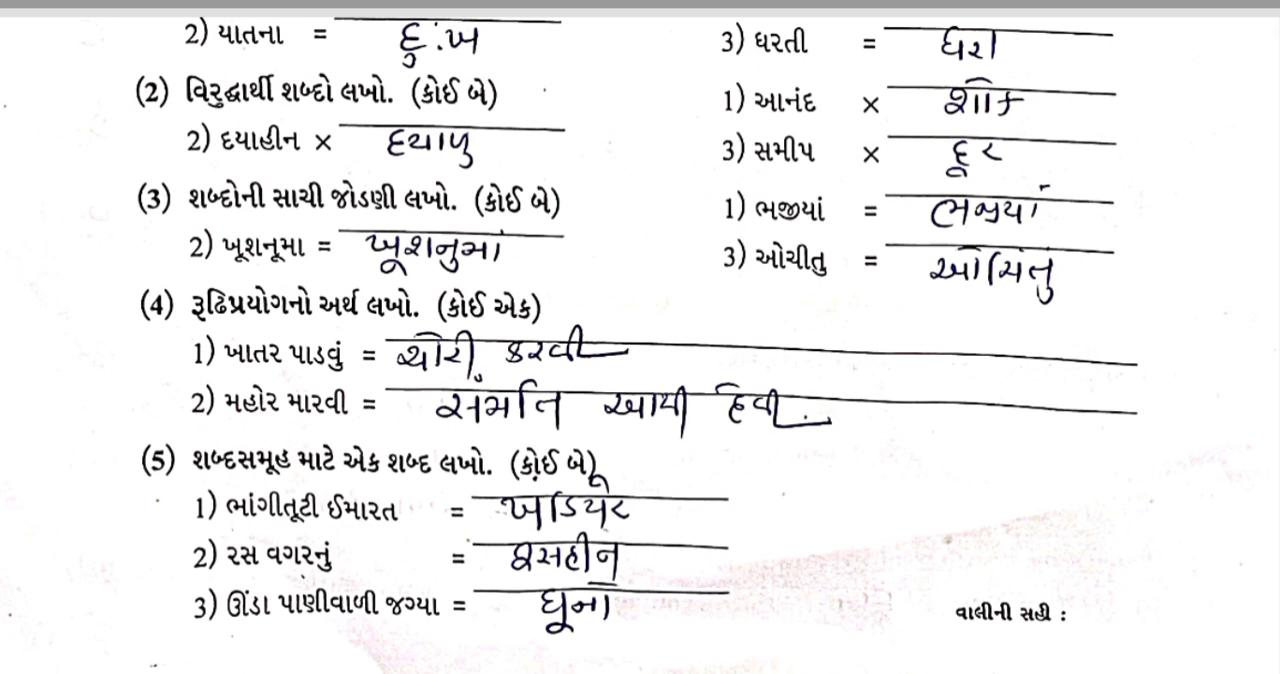 2) યાતના = દુ:ખ 3) ધરતી = ધરા
(2) વિરુદ્ધાર્થી શબ્દો લખો. (કોઈ બે) 1) આનંદ × શોક
2) દયાહીન × દયાળુ 3) સમીપ × દૂર
(3) શબ્દોની સાચી જોડણી લખો. (કોઈ બે) 1) ભજીયાં = ભજિયાં
2) ખૂશનૂમા = ખૂશનુમાં 3) ઓચીતુ = ઓચિંતું
(4) રૂઢિપ્રયોગનો અર્થ લખો. (કોઈ એક)
1) ખાતર પાડવું = ચોરી કરવી
2) મહોર મારવી = સંમતિ આપી દેવી.
(5) શબ્દસમૂહ માટે એક શબ્દ લખો. (કોઈ બે)
1) ભાંગીતૂટી ઈમારત =
2) રસ વગરનું =
3) ઊંડા પાણીવાળી જગ્યા = ઘૂનો
વાલીની સહી :